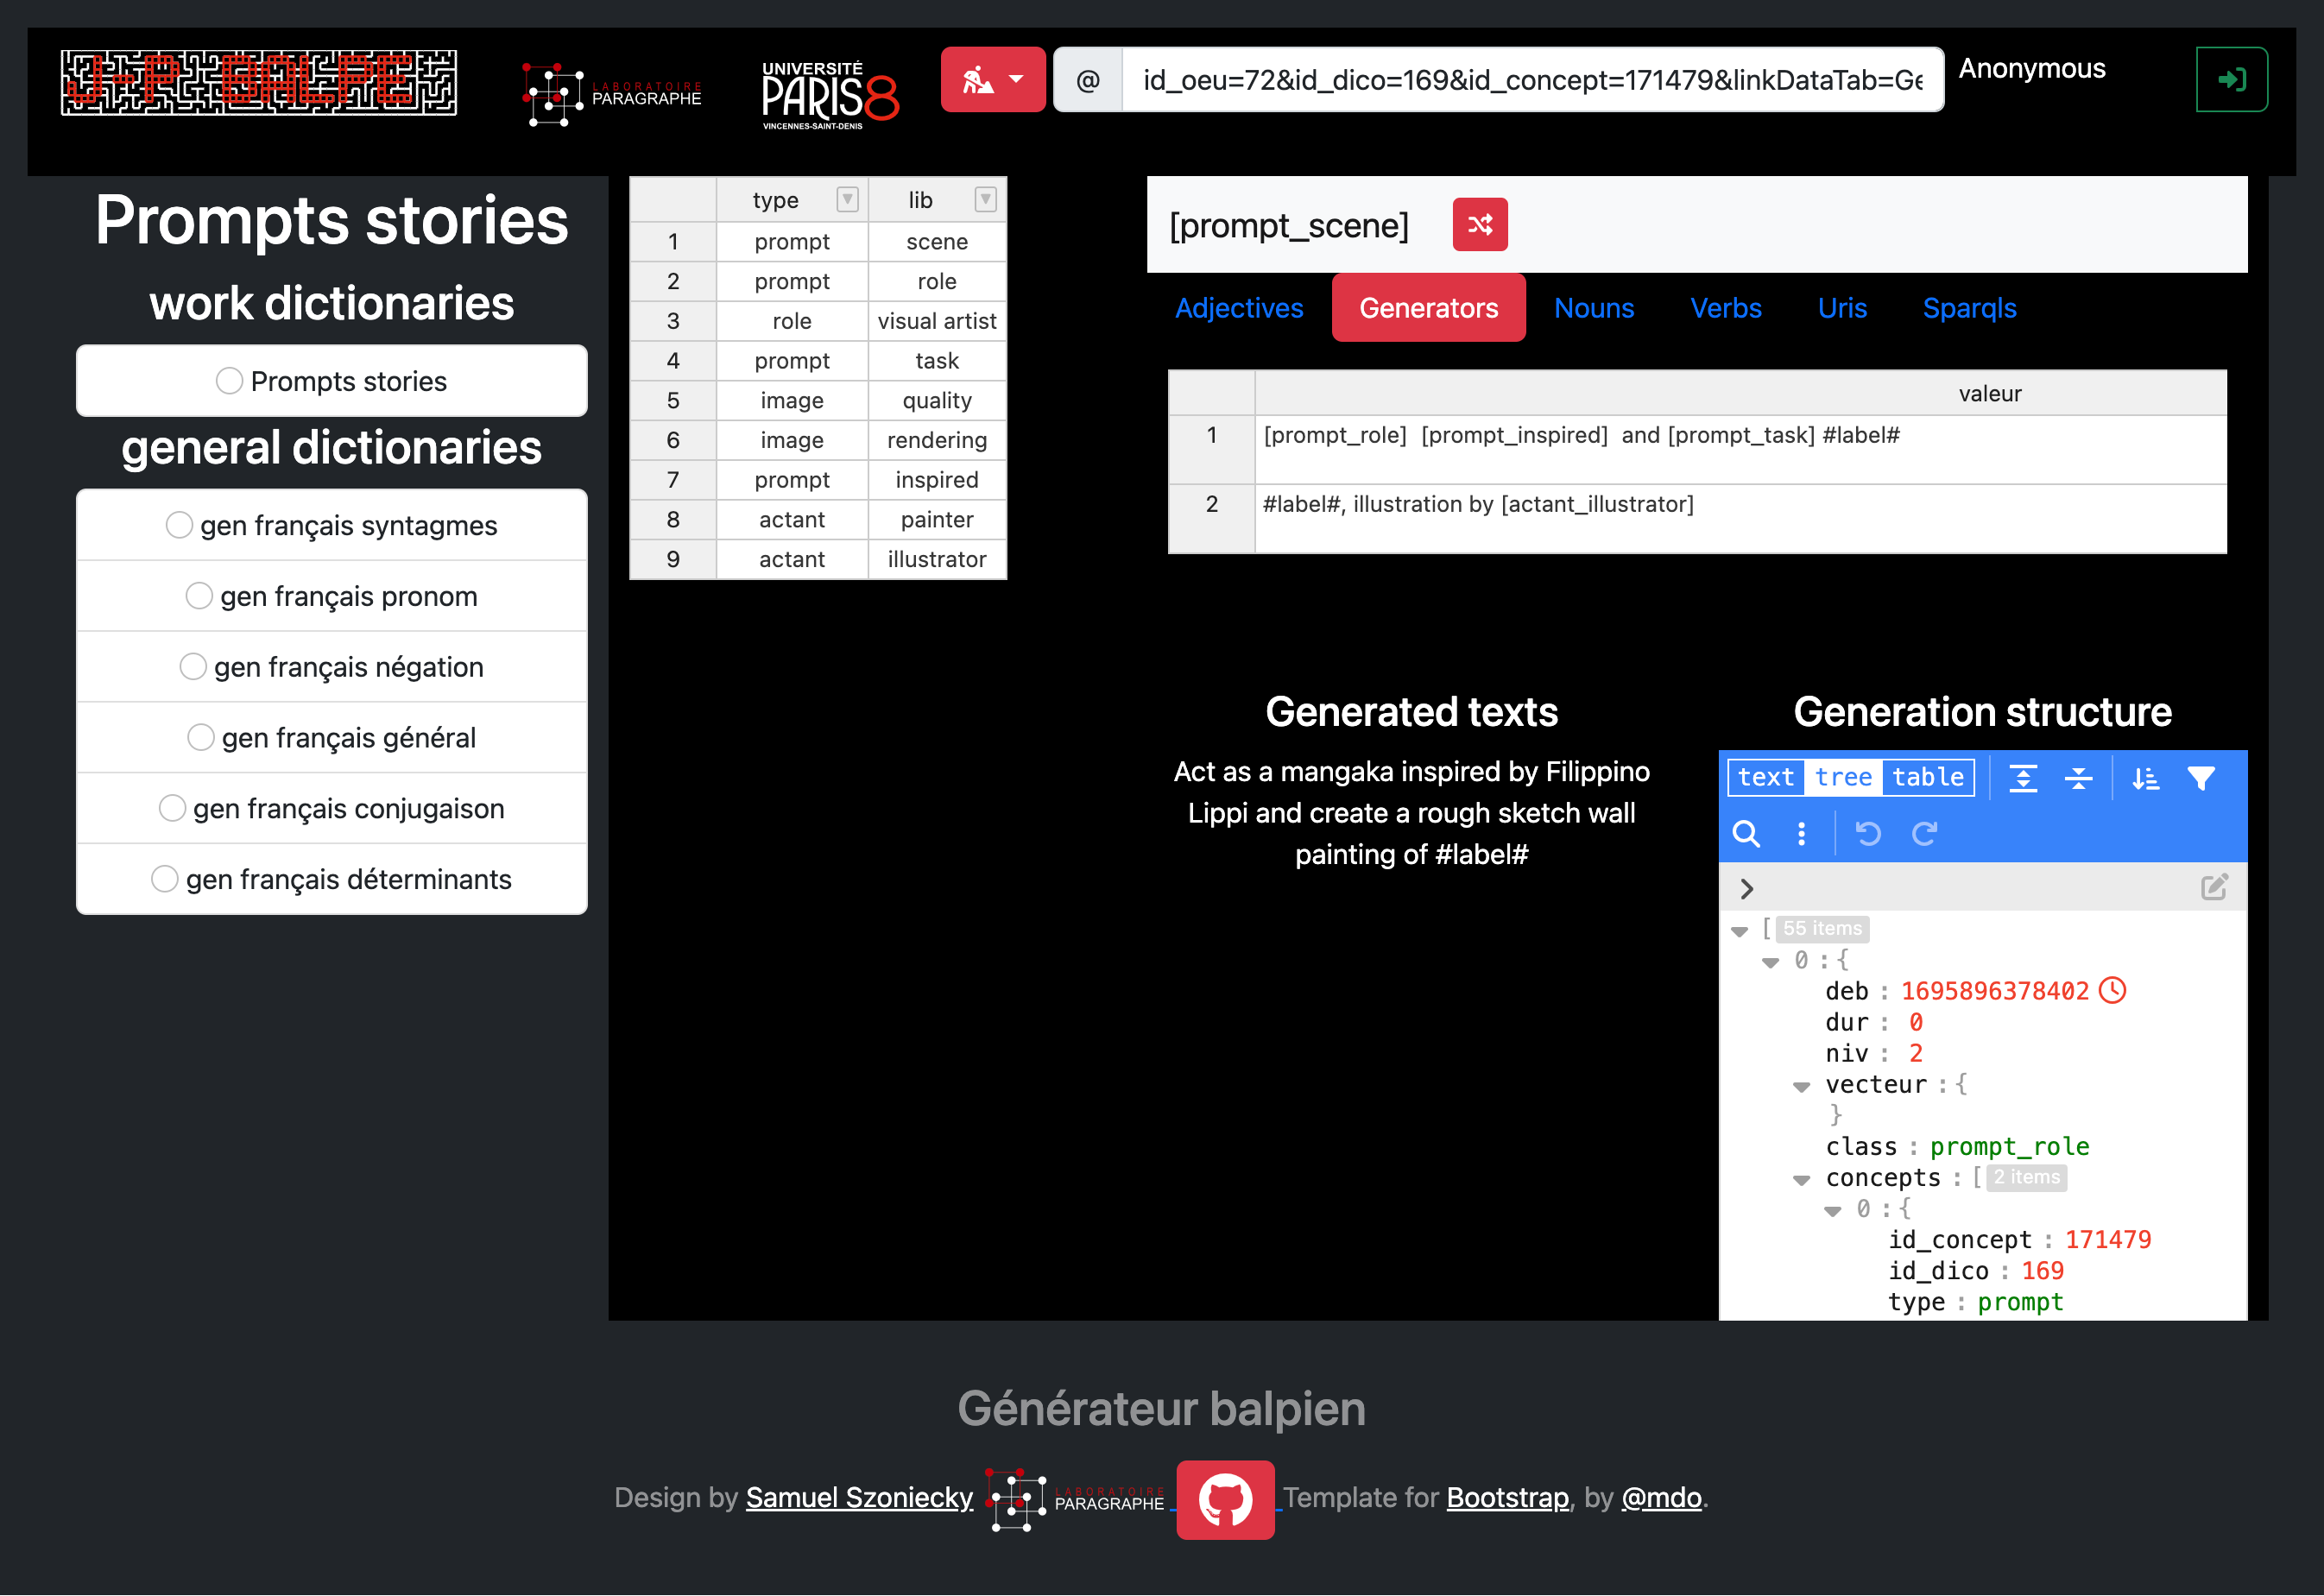 J-P BALPE
LABORATOIRE
PARAGRAPHE
UNIVERSITÉ
PARIS8
VINCENNES-SAINT-DENIS
@ id_oeu=72&id_dico=169&id_concept=171479&linkDataTab=Ge
Anonymous
Prompts stories
work dictionaries
Prompts stories
general dictionaries
gen français syntagmes
gen français pronom
gen français négation
gen français général
gen français conjugaison
gen français déterminants
type lib
1 prompt scene
2 prompt role
3 role visual artist
4 prompt task
5 image quality
6 image rendering
7 prompt inspired
8 actant painter
9 actant illustrator
[prompt_scene]
Adjectives Generators Nouns Verbs Uris Sparqls
valeur
1 [prompt_role]  [prompt_inspired]  and [prompt_task] #label#
2 #label#, illustration by [actant_illustrator]
Generated texts
Act as a mangaka inspired by Filippino
Lippi and create a rough sketch wall
painting of #label#
Generation structure
text tree table
[ 55 items
0 : {
deb : 1695896378402
dur : 0
niv : 2
vecteur : {
}
class : prompt_role
concepts : [ 2 items
0 : {
id_concept : 171479
id_dico : 169
type : prompt
Générateur balpien
Design by Samuel Szoniecky LABORATOIRE PARAGRAPHE Template for Bootstrap, by @mdo.